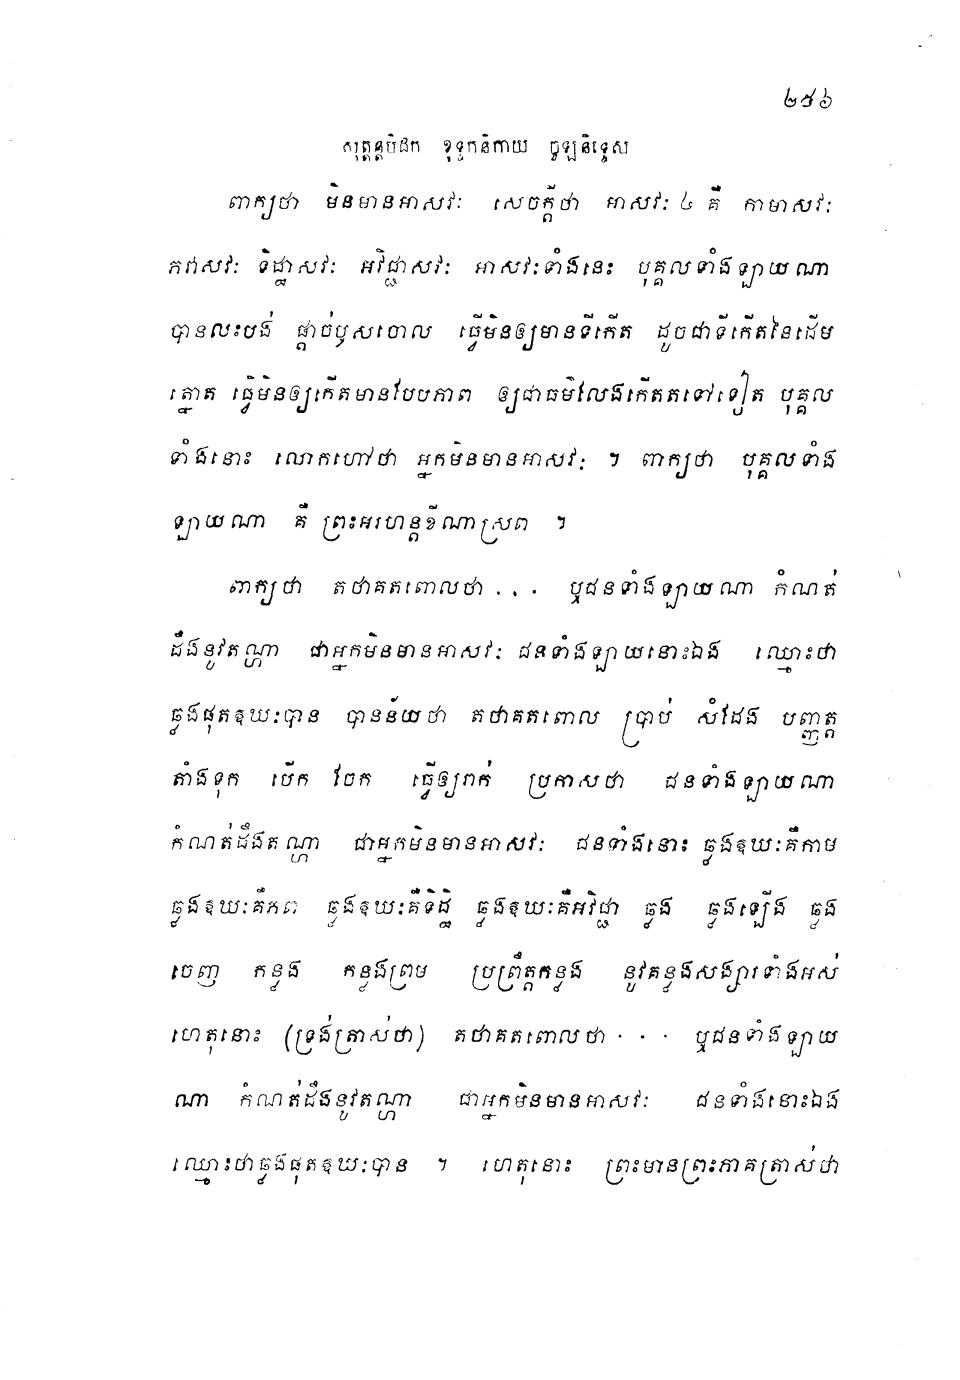 ២៥៦
សុត្តន្តបិដក ខុទ្ទកនិកាយ ចូឡនិទ្ទេស
ពាក្យថា មិនមានអាសវៈ សេចក្តីថា អាសវៈ ៤ គឺ កាមាសវៈ
ភវាសវៈ ទិដ្ឋាសវៈ អវិជ្ជាសវៈ អាសវៈទាំងនេះ បុគ្គលទាំងឡាយណា
បានលះបង់ ផ្តាច់ឫសចោល ធ្វើមិនឲ្យមានទីកើត ដូចជាទីកើតនៃដើម
ត្នោត ធ្វើមិនឲ្យកើតមានបែបភាព ឲ្យជាធម៌លែងកើតតទៅទៀត បុគ្គល
ទាំងនោះ លោកហៅថា អ្នកមិនមានអាសវៈ ។ ពាក្យថា បុគ្គលទាំង
ឡាយណា គឺ ព្រះអរហន្តខីណាស្រព ។
ពាក្យថា តថាគតពោលថា . . . ឬជនទាំងឡាយណា កំណត់
ដឹងនូវតណ្ហា ជាអ្នកមិនមានអាសវៈ ជនទាំងឡាយនោះឯង ឈ្មោះថា
ឆ្លងផុតឱឃៈបាន បានន័យថា តថាគតពោល ប្រាប់ សំដែង បញ្ញត្ត
តាំងទុក បើក ចែក ធ្វើឲ្យរាក់ ប្រកាសថា ជនទាំងឡាយណា
កំណត់ដឹងតណ្ហា ជាអ្នកមិនមានអាសវៈ ជនទាំងនោះ ឆ្លងឱឃៈគឺកាម
ឆ្លងឱឃៈគឺភព ឆ្លងឱឃៈគឺទិដ្ឋិ ឆ្លងឱឃៈគឺអវិជ្ជា ឆ្លង ឆ្លងឡើង ឆ្លង
ចេញ កន្លង កន្លងព្រម ប្រព្រឹត្តកន្លង នូវគន្លងសង្សារទាំងអស់
ហេតុនោះ (ទ្រង់ត្រាស់ថា) តថាគតពោលថា . . . ឬជនទាំងឡាយ
ណា កំណត់ដឹងនូវតណ្ហា ជាអ្នកមិនមានអាសវៈ ជនទាំងនោះឯង
ឈ្មោះថាឆ្លងផុតឱឃៈបាន ។ ហេតុនោះ ព្រះមានព្រះភាគត្រាស់ថា